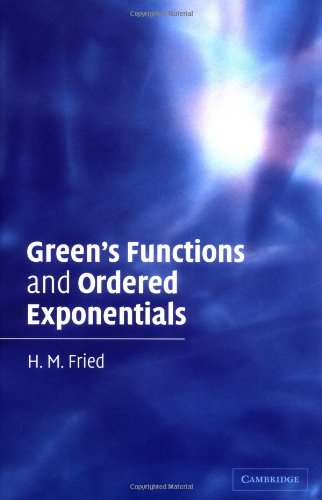 Green's Functions
and Ordered
Exponentials
H. M. Fried
CAMBRIDGE